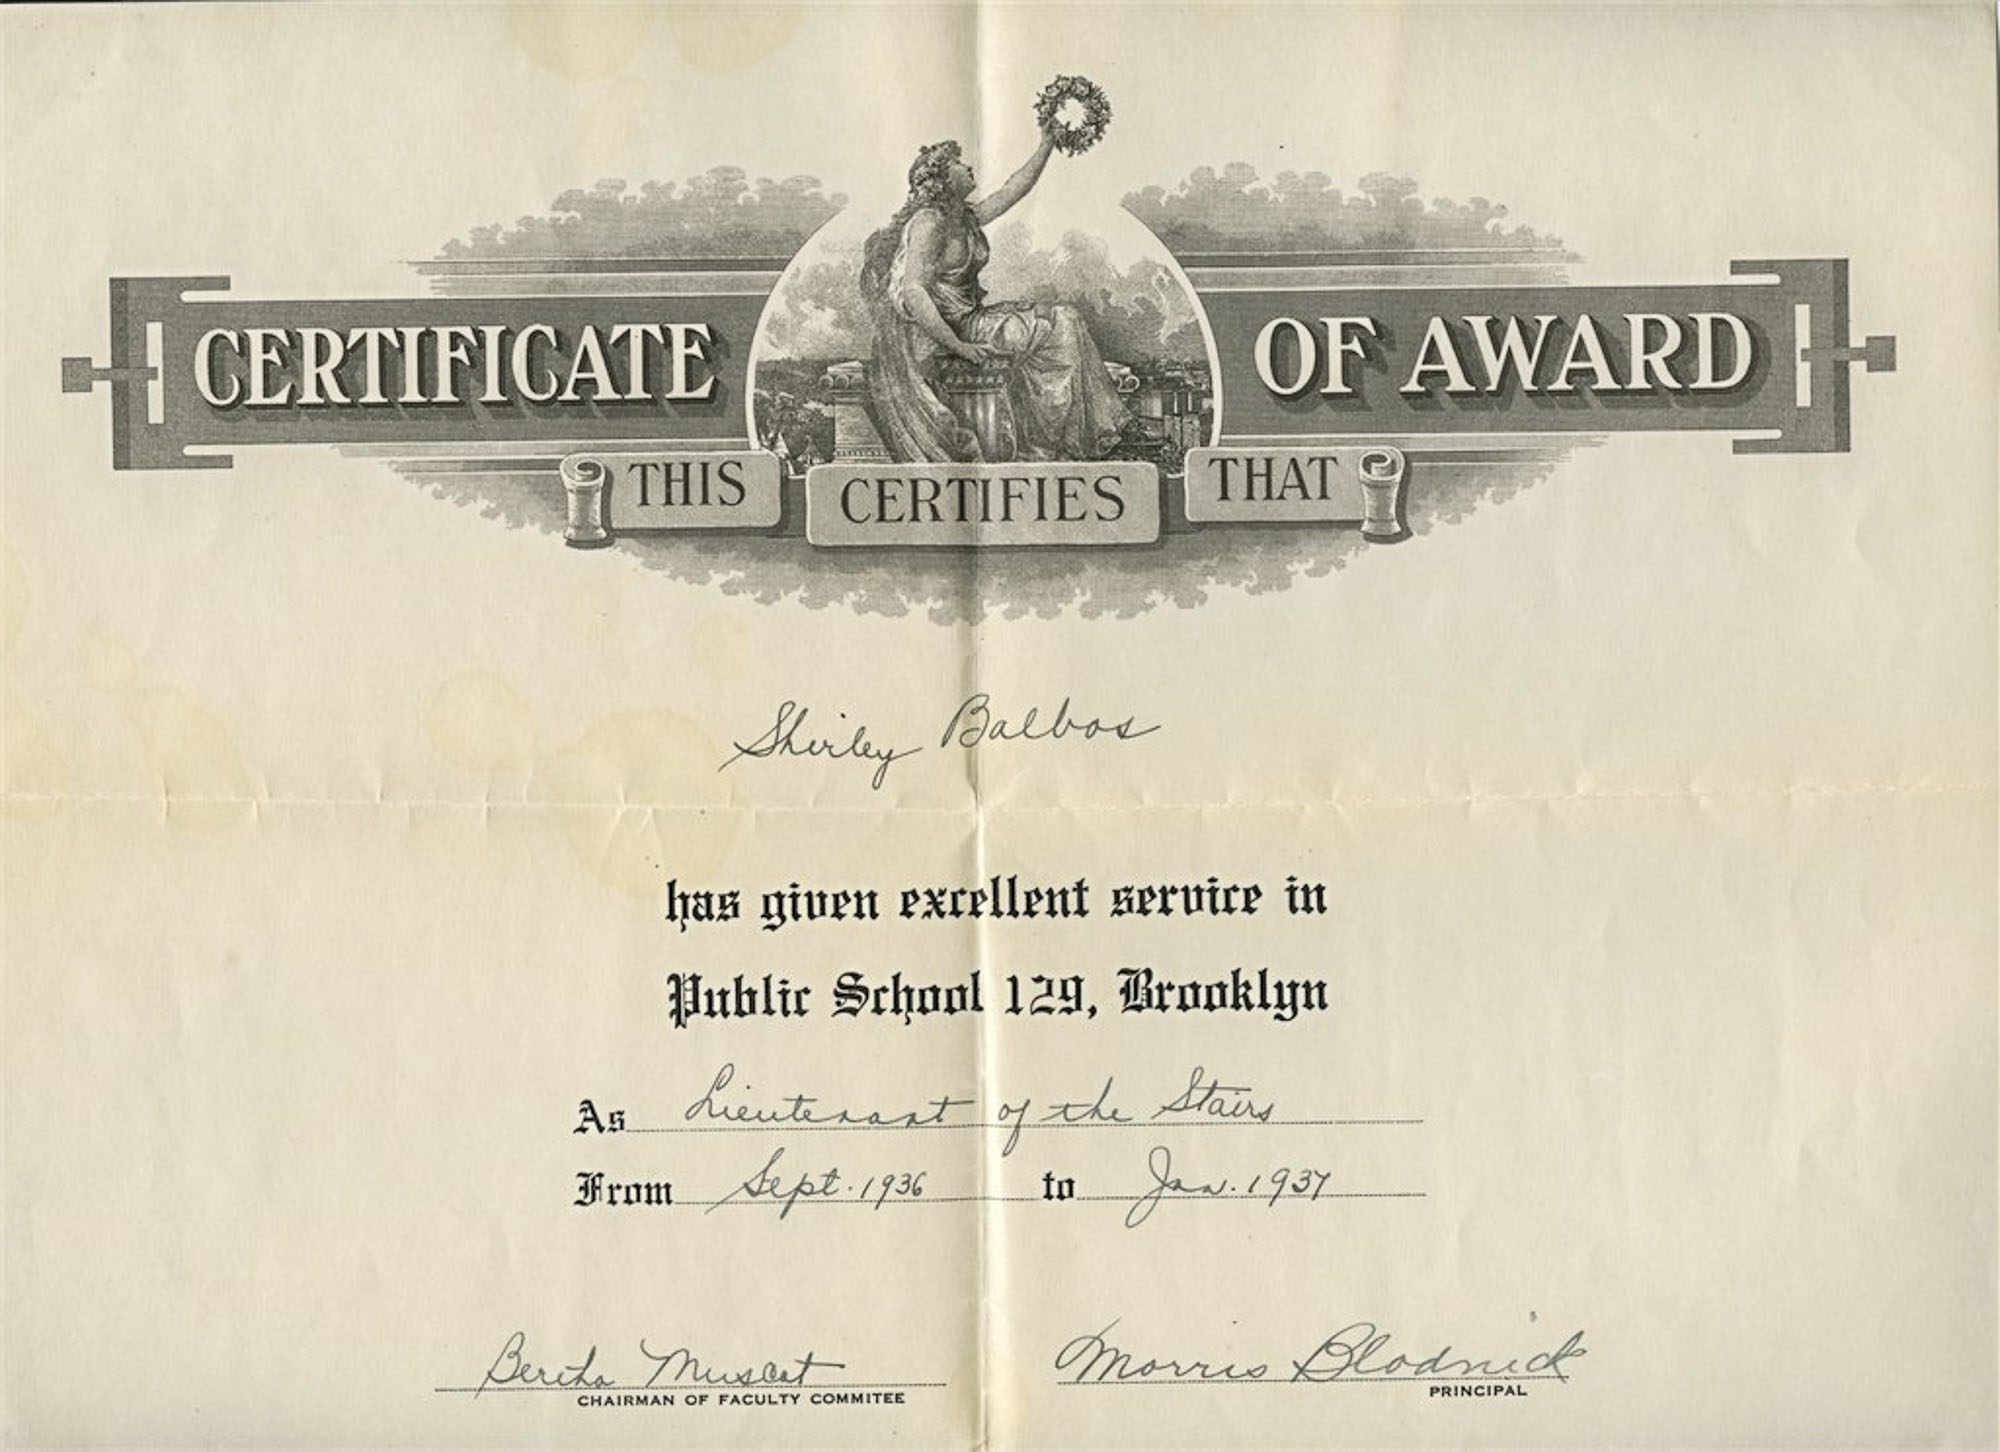 CERTIFICATE OF AWARD
THIS CERTIFIES THAT
Shirley Balbos
has given excellent service in
Public School 129, Brooklyn
As Lieutenant of the Stairs
From Sept. 1936 to Jan. 1937
Bertha Muscat Morris Blodnick
CHAIRMAN OF FACULTY COMMITEE PRINCIPAL